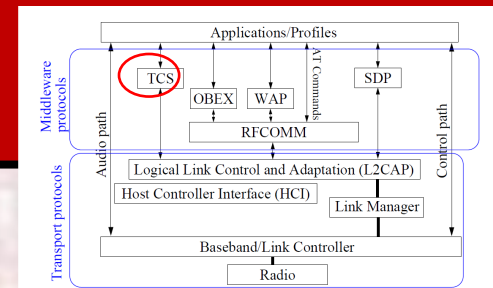 Applications/Profiles
Middleware
protocols
TCS
OBEX
WAP
AT Commands
SDP
RFCOMM
Audio path
Control path
Transport protocols
Logical Link Control and Adaptation (L2CAP)
Host Controller Interface (HCI)
Link Manager
Baseband/Link Controller
Radio